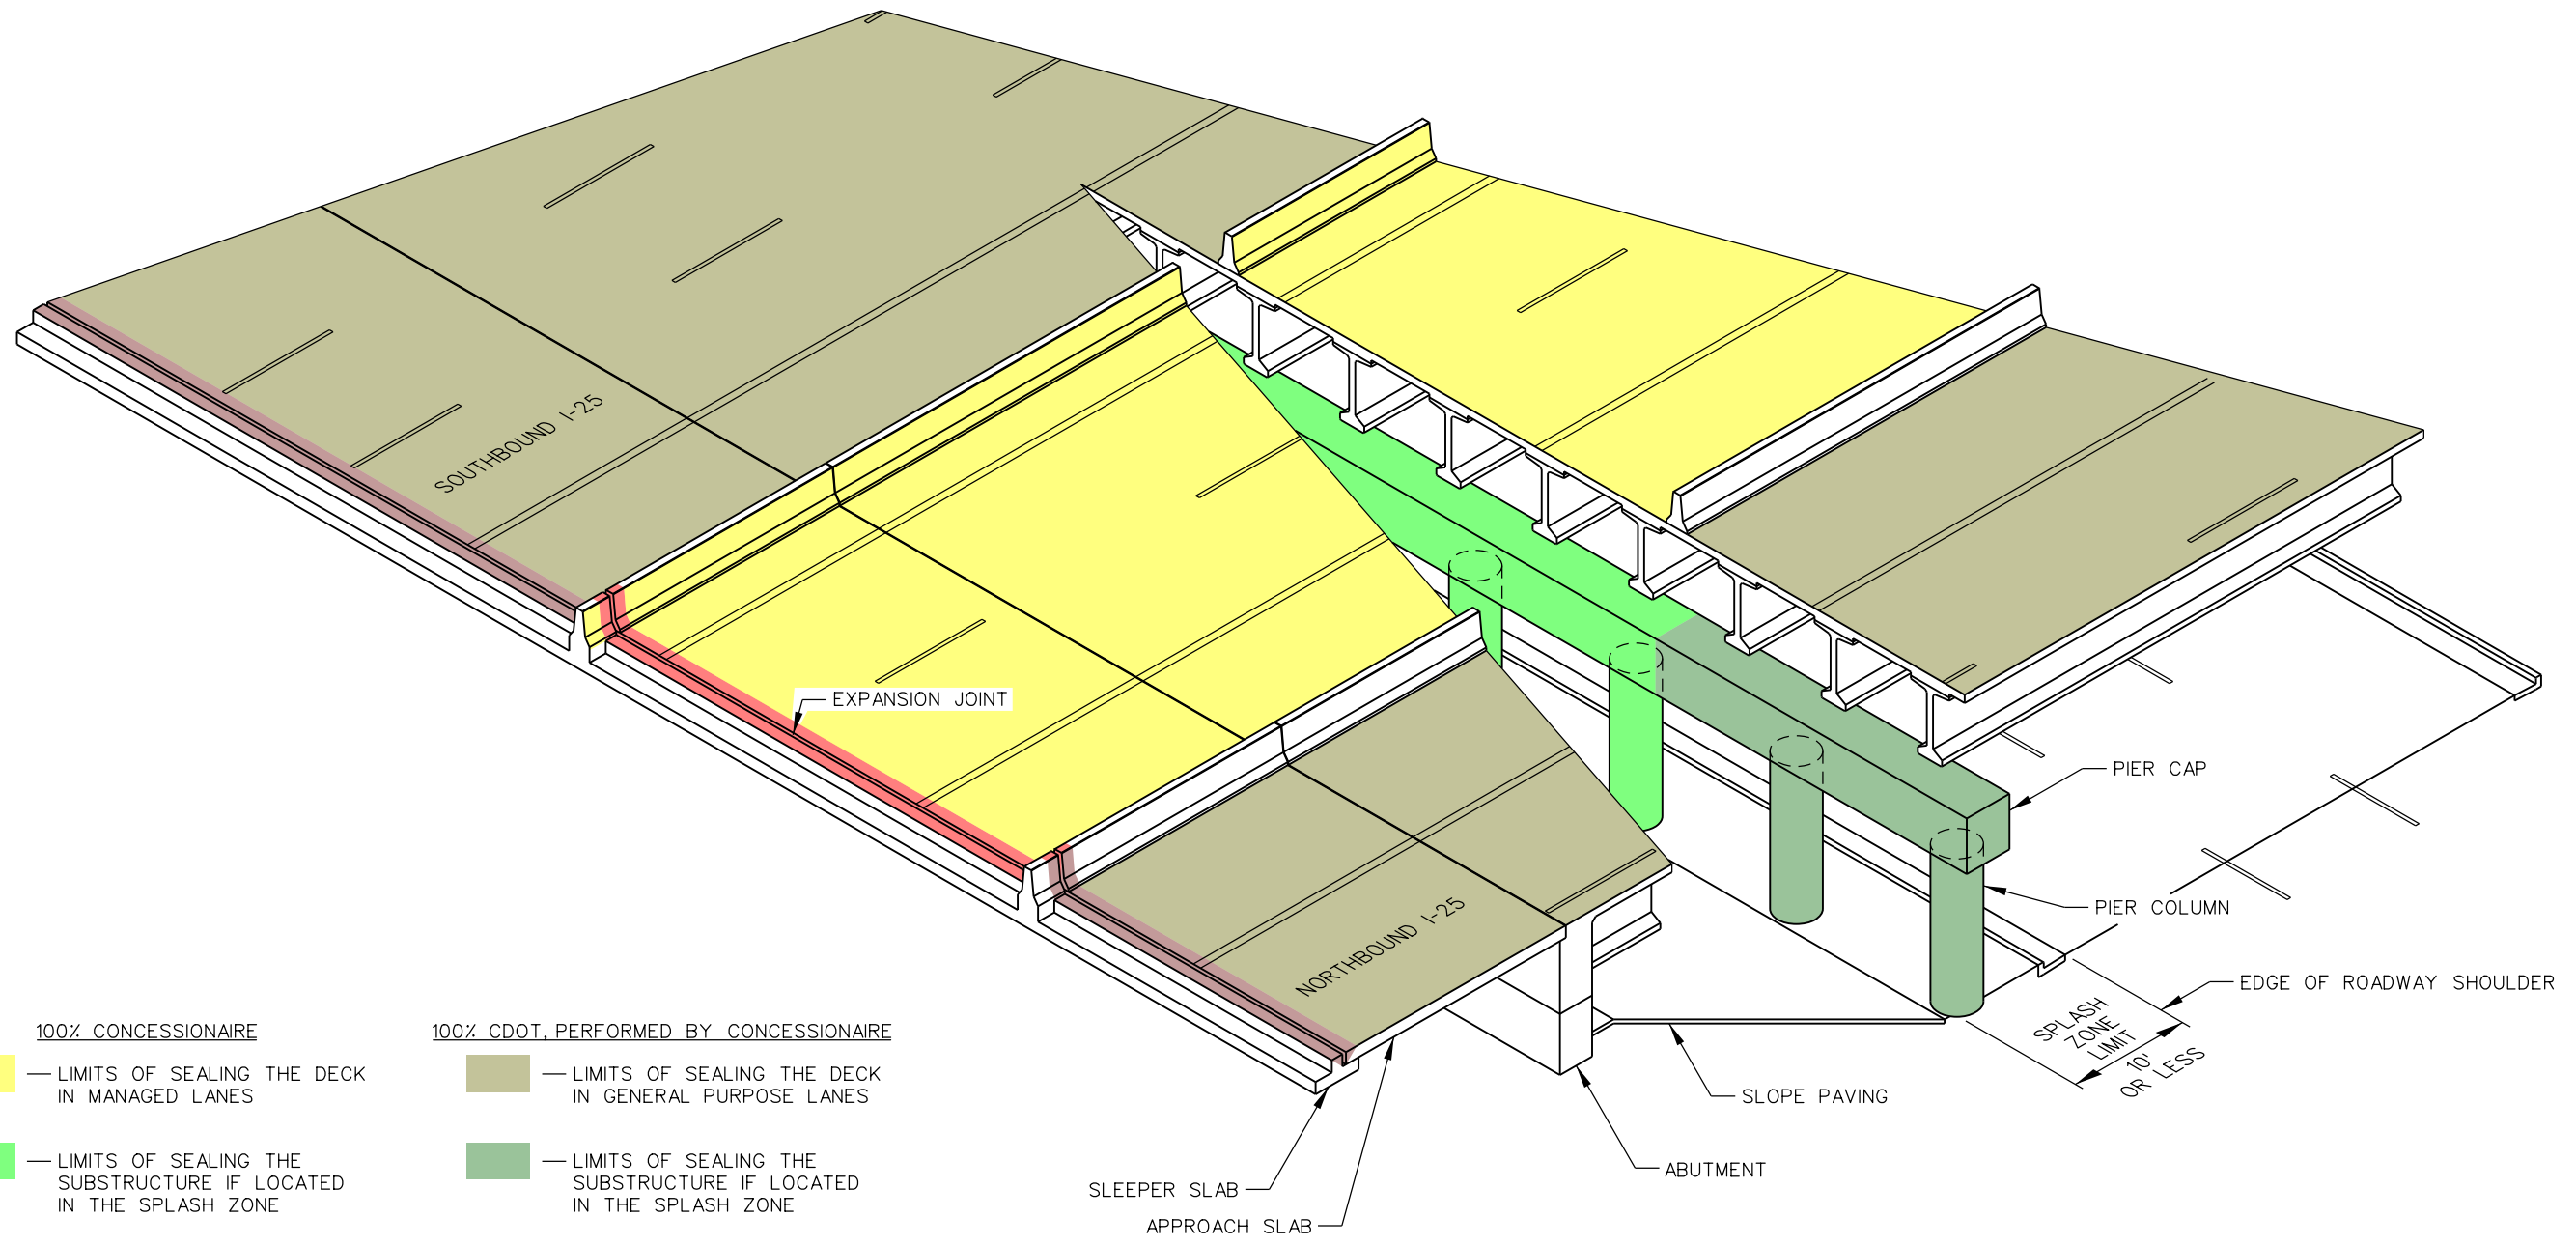 SOUTHBOUND I-25
EXPANSION JOINT
PIER CAP
PIER COLUMN
NORTHBOUND I-25
EDGE OF ROADWAY SHOULDER
SPLASH
ZONE
LIMIT
10'
OR LESS
SLOPE PAVING
ABUTMENT
SLEEPER SLAB
APPROACH SLAB
100% CONCESSIONAIRE
LIMITS OF SEALING THE DECK
IN MANAGED LANES
LIMITS OF SEALING THE
SUBSTRUCTURE IF LOCATED
IN THE SPLASH ZONE
100% CDOT, PERFORMED BY CONCESSIONAIRE
LIMITS OF SEALING THE DECK
IN GENERAL PURPOSE LANES
LIMITS OF SEALING THE
SUBSTRUCTURE IF LOCATED
IN THE SPLASH ZONE